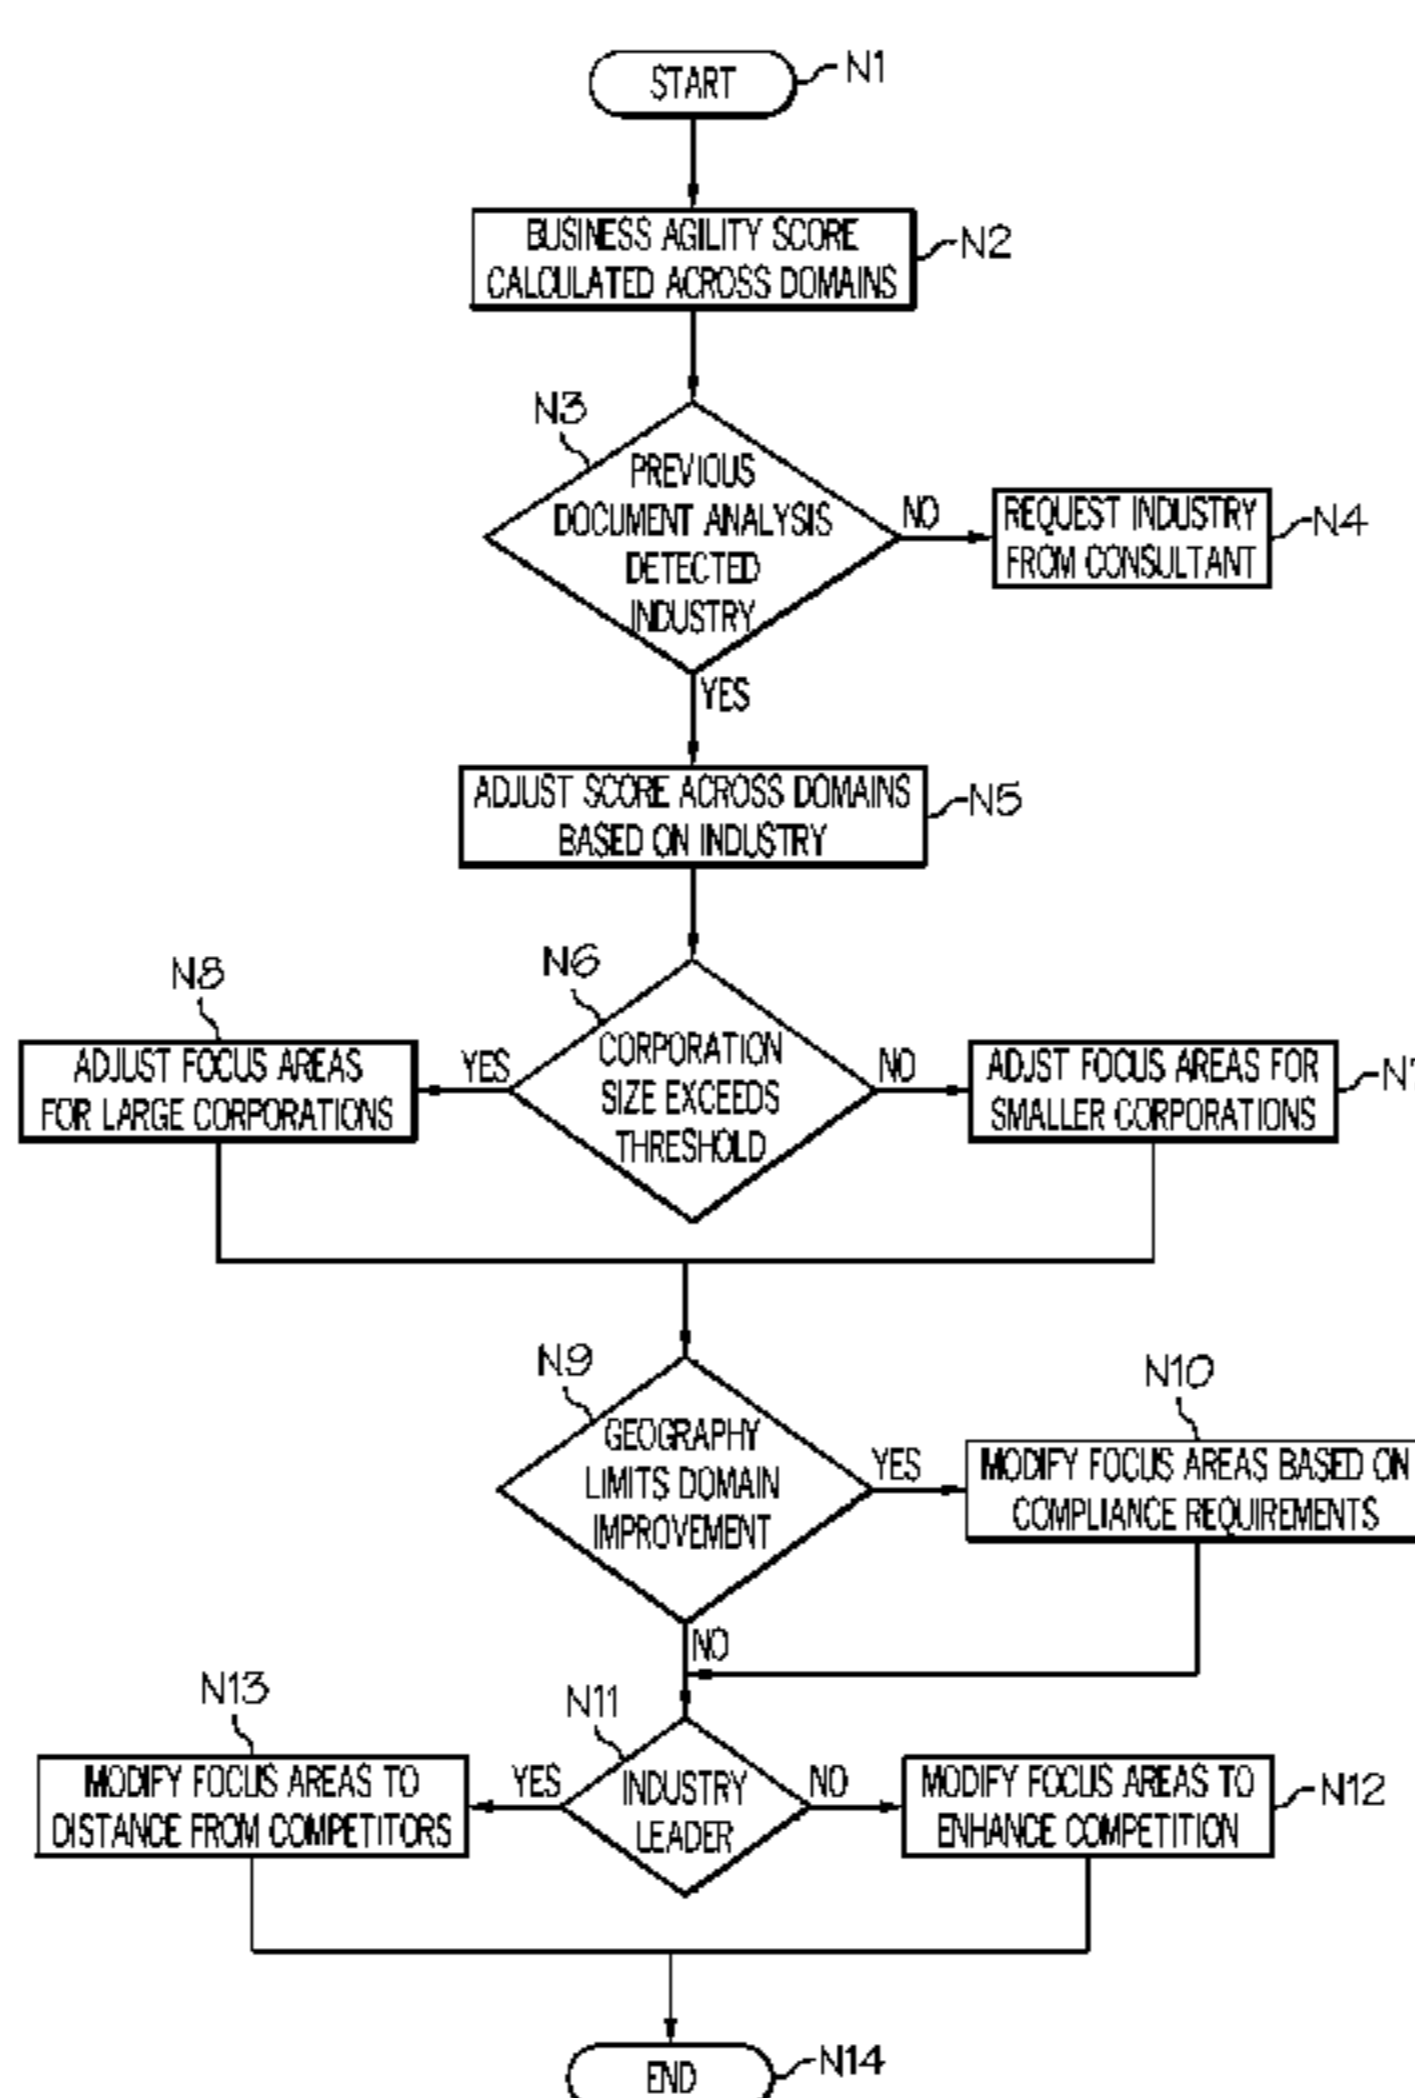 START
N1
BUSINESS AGILITY SCORE
CALCULATED ACROSS DOMAINS
N2
N3
PREVIOUS
DOCUMENT ANALYSIS
DETECTED
INDUSTRY
NO
REQUEST INDUSTRY
FROM CONSULTANT
N4
YES
ADJUST SCORE ACROSS DOMAINS
BASED ON INDUSTRY
N5
N8
N6
ADJUST FOCUS AREAS
FOR LARGE CORPORATIONS
YES
CORPORATION
SIZE EXCEEDS
THRESHOLD
NO
ADJUST FOCUS AREAS FOR
SMALLER CORPORATIONS
N9
GEOGRAPHY
LIMITS DOMAIN
IMPROVEMENT
YES
N10
MODIFY FOCUS AREAS BASED ON
COMPLIANCE REQUIREMENTS
NO
N13
N11
MODIFY FOCUS AREAS TO
DISTANCE FROM COMPETITORS
YES
INDUSTRY
LEADER
NO
MODIFY FOCUS AREAS TO
ENHANCE COMPETITION
N12
END
N14